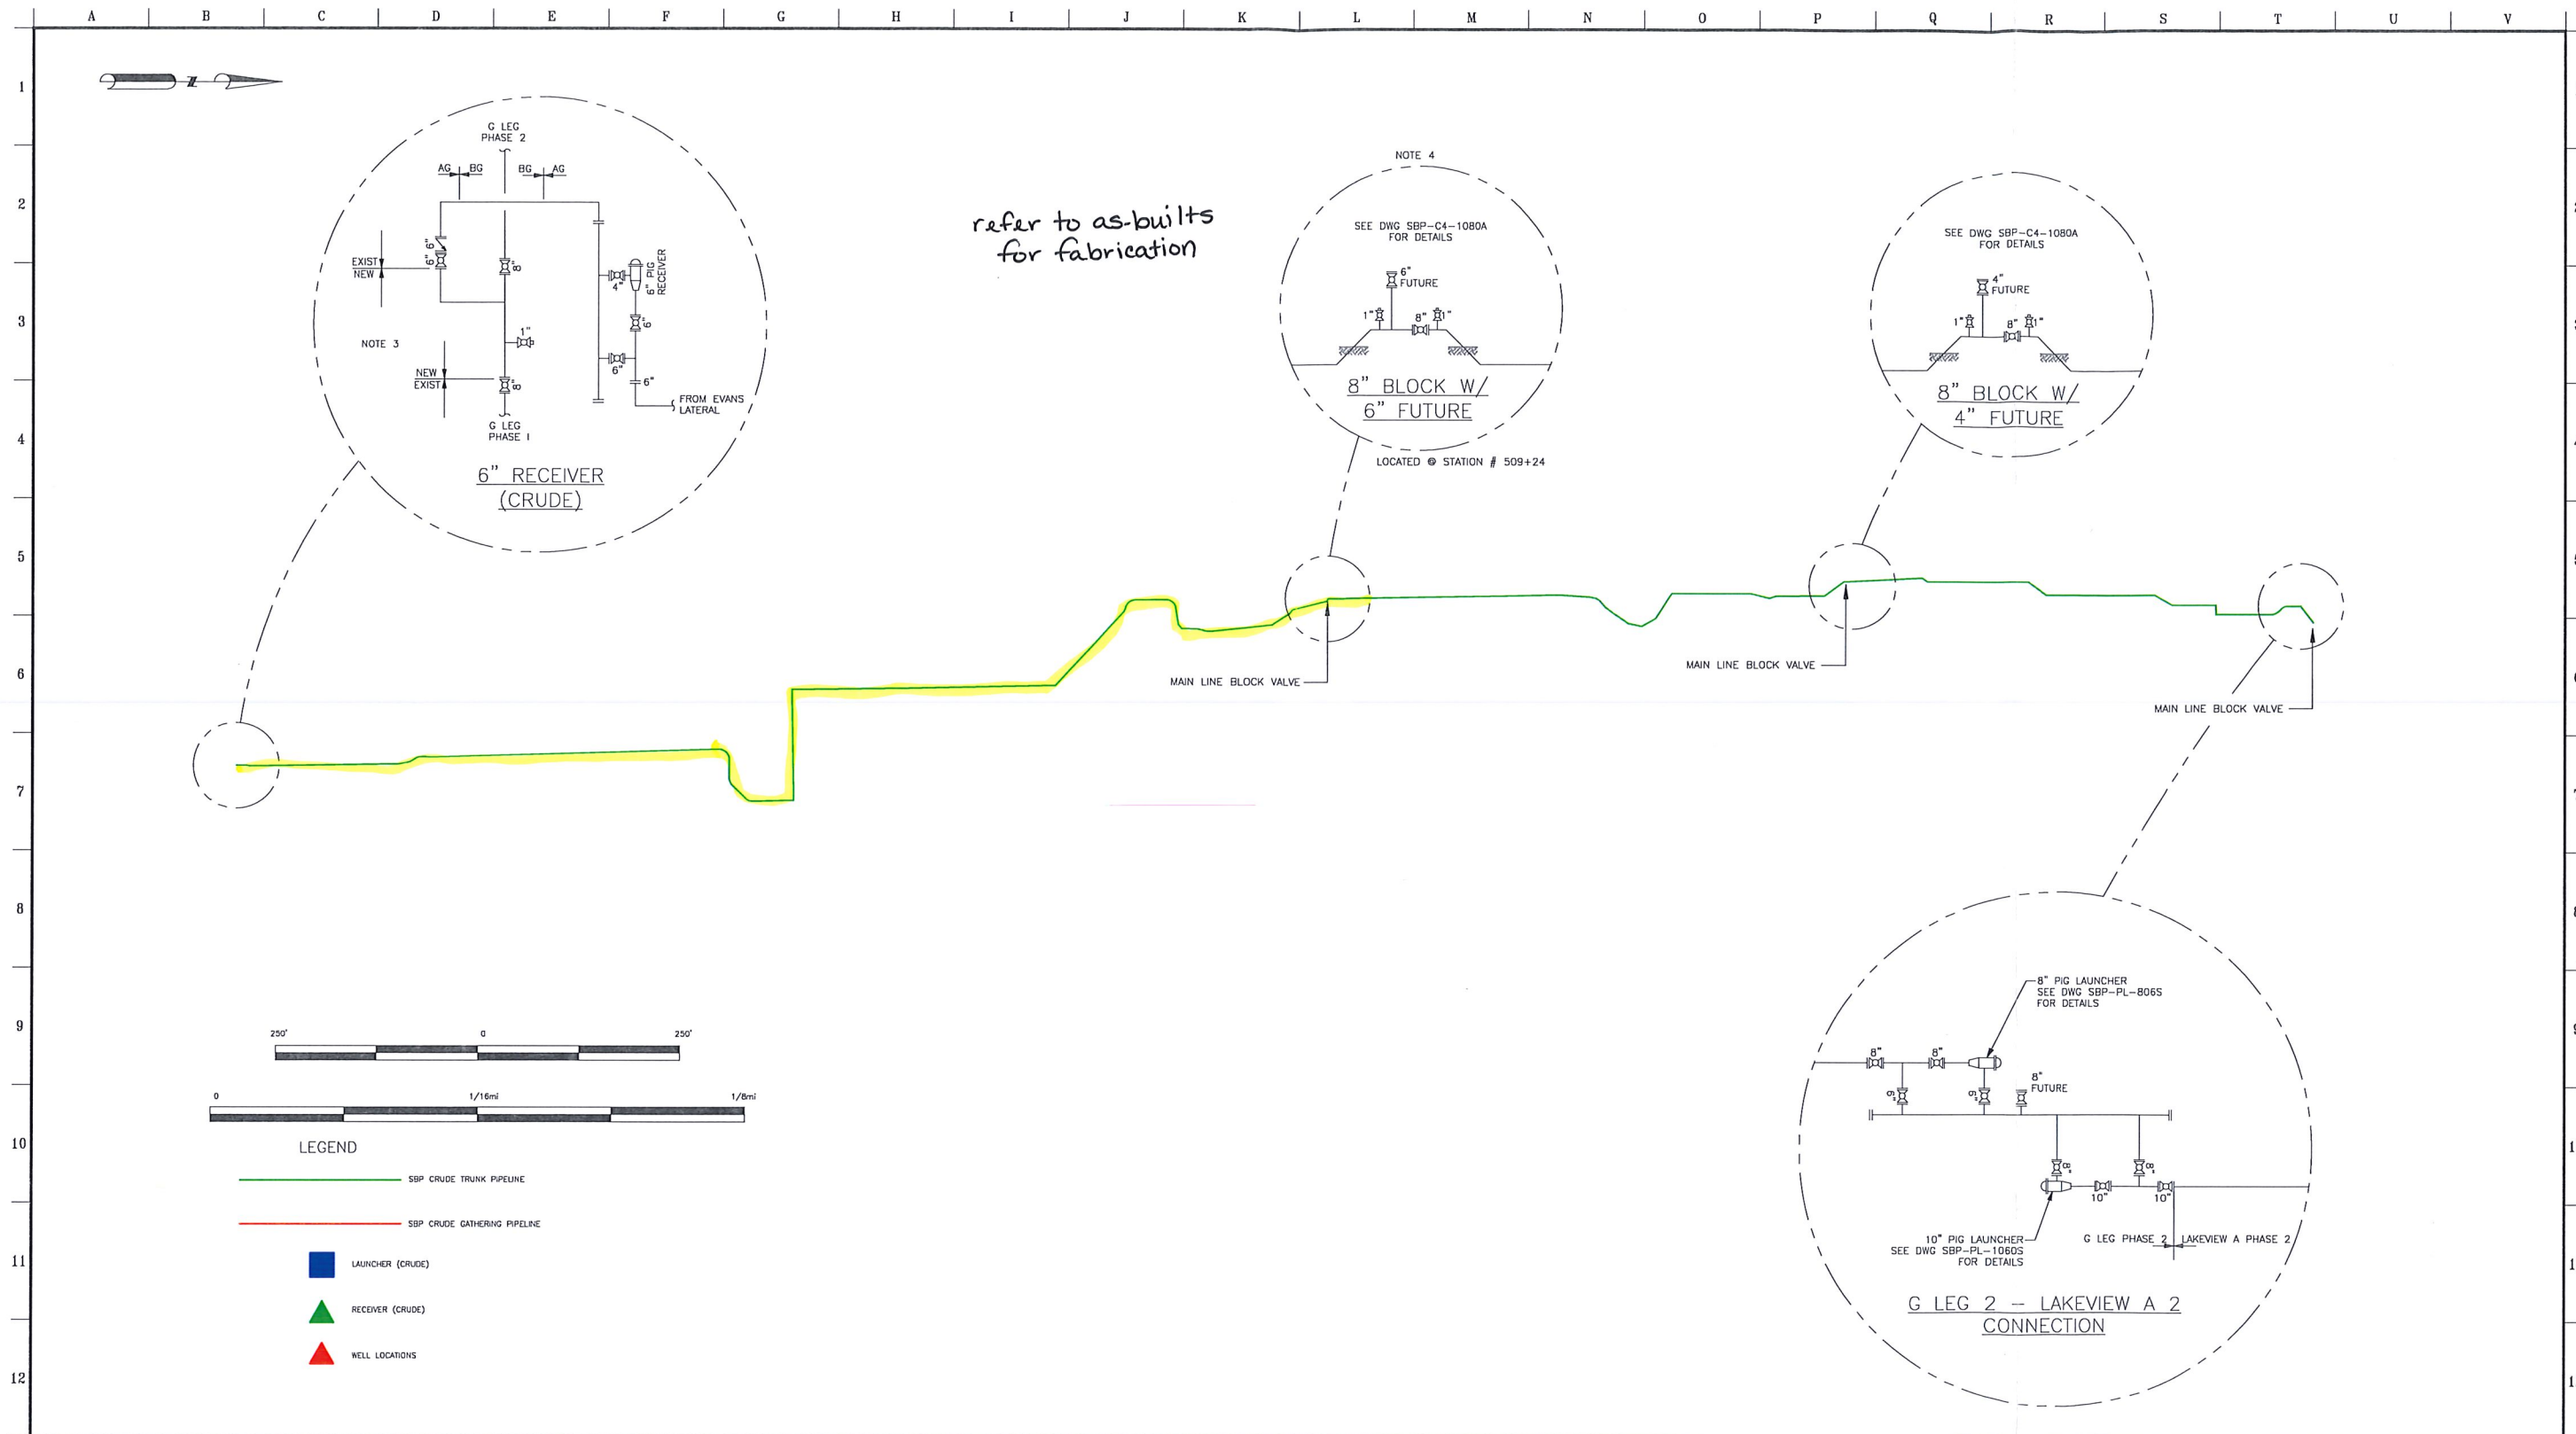 A B C D E F G H I J K L M N O P Q R S T U V
1
2
3
4
5
6
7
8
9
10
11
12
N
G LEG
PHASE 2
AG BG BG AG
6"
6"
8"
EXIST
NEW
4"
6" PIG
RECEIVER
6"
1"
NOTE 3
6"
NEW
EXIST
8"
6"
FROM EVANS
LATERAL
G LEG
PHASE 1
6" RECEIVER
(CRUDE)
refer to as-builts
for fabrication
NOTE 4
SEE DWG SBP-C4-1080A
FOR DETAILS
6"
FUTURE
1" 8" 1"
8" BLOCK W/
6" FUTURE
LOCATED @ STATION # 509+24
SEE DWG SBP-C4-1080A
FOR DETAILS
4"
FUTURE
1" 8" 1"
8" BLOCK W/
4" FUTURE
MAIN LINE BLOCK VALVE
MAIN LINE BLOCK VALVE
MAIN LINE BLOCK VALVE
8" PIG LAUNCHER
SEE DWG SBP-PL-806S
FOR DETAILS
8" 8"
8"
FUTURE
6" 6"
8" 8"
10" 10"
10" PIG LAUNCHER
SEE DWG SBP-PL-1060S
FOR DETAILS
G LEG PHASE 2 LAKEVIEW A PHASE 2
G LEG 2 - LAKEVIEW A 2
CONNECTION
250' 0 250'
0 1/16mi 1/8mi
LEGEND
SBP CRUDE TRUNK PIPELINE
SBP CRUDE GATHERING PIPELINE
LAUNCHER (CRUDE)
RECEIVER (CRUDE)
WELL LOCATIONS